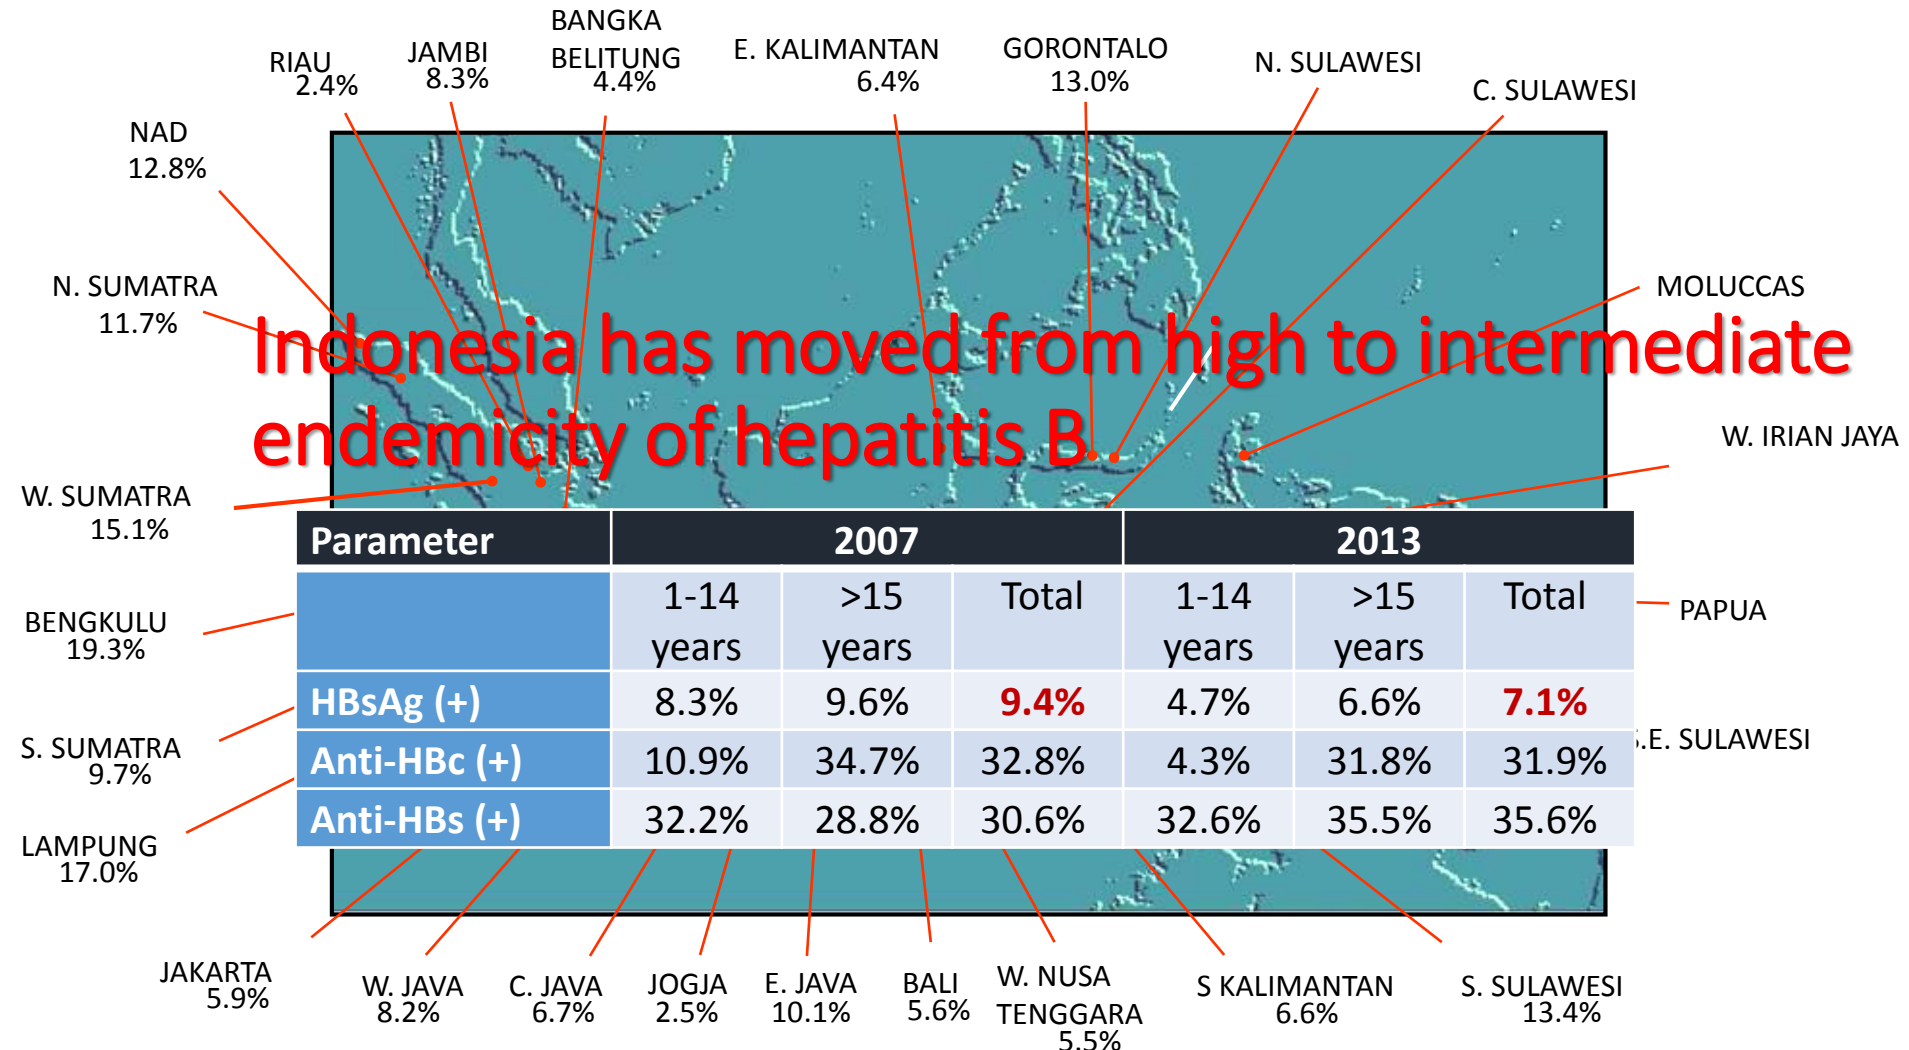 BANGKA
BELITUNG
4.4%
RIAU
2.4%
JAMBI
8.3%
E. KALIMANTAN
6.4%
GORONTALO
13.0%
N. SULAWESI
C. SULAWESI
NAD
12.8%
N. SUMATRA
11.7%
MOLUCCAS
Indonesia has moved from high to intermediate
endemicity of hepatitis B
W. IRIAN JAYA
W. SUMATRA
15.1%
Parameter 2007 2013
1-14 years >15 years Total 1-14 years >15 years Total
HBsAg (+) 8.3% 9.6% 9.4% 4.7% 6.6% 7.1%
Anti-HBc (+) 10.9% 34.7% 32.8% 4.3% 31.8% 31.9%
Anti-HBs (+) 32.2% 28.8% 30.6% 32.6% 35.5% 35.6%
BENGKULU
19.3%
PAPUA
S. SUMATRA
9.7%
.E. SULAWESI
LAMPUNG
17.0%
JAKARTA
5.9%
W. JAVA
8.2%
C. JAVA
6.7%
JOGJA
2.5%
E. JAVA
10.1%
BALI
5.6%
W. NUSA
TENGGARA
5.5%
S KALIMANTAN
6.6%
S. SULAWESI
13.4%